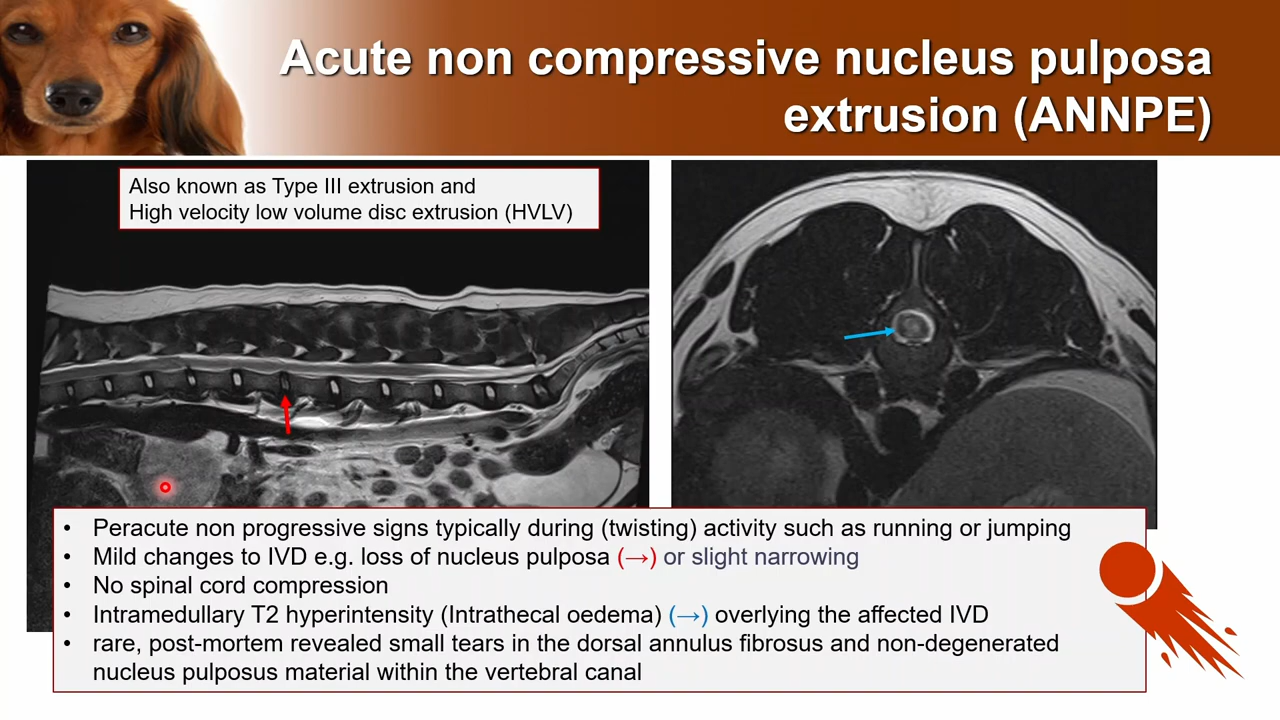 Acute non compressive nucleus pulposa
extrusion (ANNPE)
Also known as Type III extrusion and
High velocity low volume disc extrusion (HVLV)
• Peracute non progressive signs typically during (twisting) activity such as running or jumping
• Mild changes to IVD e.g. loss of nucleus pulposa (→) or slight narrowing
• No spinal cord compression
• Intramedullary T2 hyperintensity (Intrathecal oedema) (→) overlying the affected IVD
• rare, post-mortem revealed small tears in the dorsal annulus fibrosus and non-degenerated
nucleus pulposus material within the vertebral canal